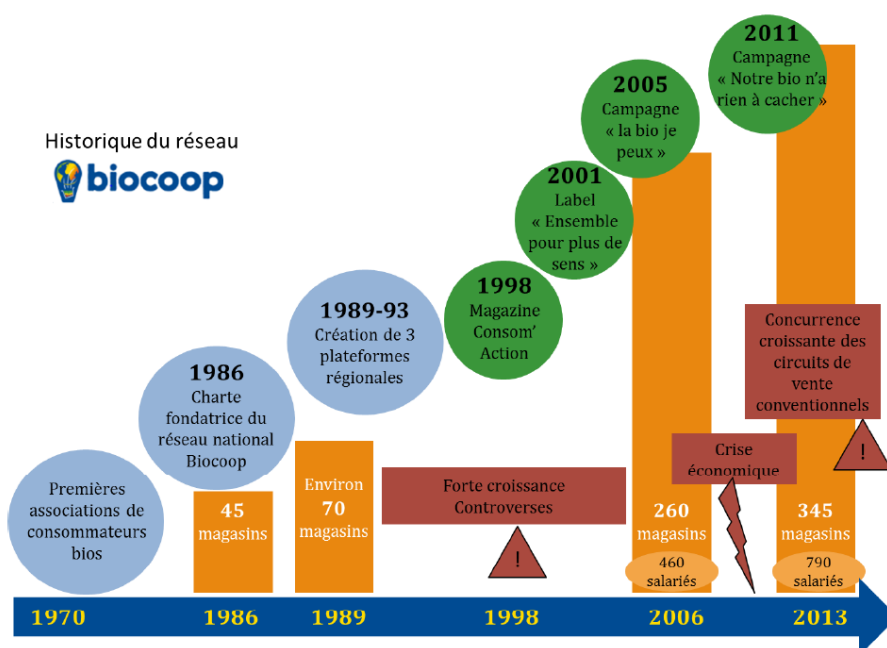 Historique du réseau
biocoop
Premières
associations de
consommateurs
bios
1986
Charte
fondatrice du
réseau national
Biocoop
45
magasins
1989-93
Création de 3
plateformes
régionales
Environ
70
magasins
1998
Magazine
Consom'
Action
Forte croissance
Controverses
!
2001
Label
« Ensemble
pour plus de
sens »
2005
Campagne
« la bio je
peux »
260
magasins
460
salariés
Crise
économique
2011
Campagne
« Notre bio n'a
rien à cacher »
Concurrence
croissante des
circuits de
vente
conventionnels
!
345
magasins
790
salariés
1970
1986
1989
1998
2006
2013